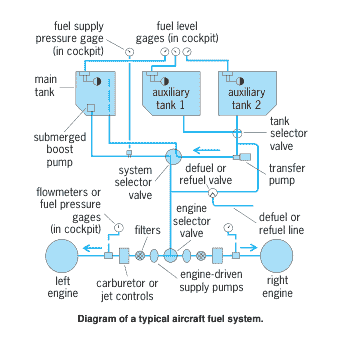 fuel supply
pressure gage
(in cockpit)
fuel level
gages (in cockpit)
main
tank
auxiliary
tank 1
auxiliary
tank 2
tank
selector
valve
submerged
boost
pump
system
selector
valve
defuel or
refuel valve
transfer
pump
flowmeters or
fuel pressure
gages
(in cockpit)
filters
engine
selector
valve
defuel or
refuel line
left
engine
carburetor or
jet controls
engine-driven
supply pumps
right
engine
Diagram of a typical aircraft fuel system.